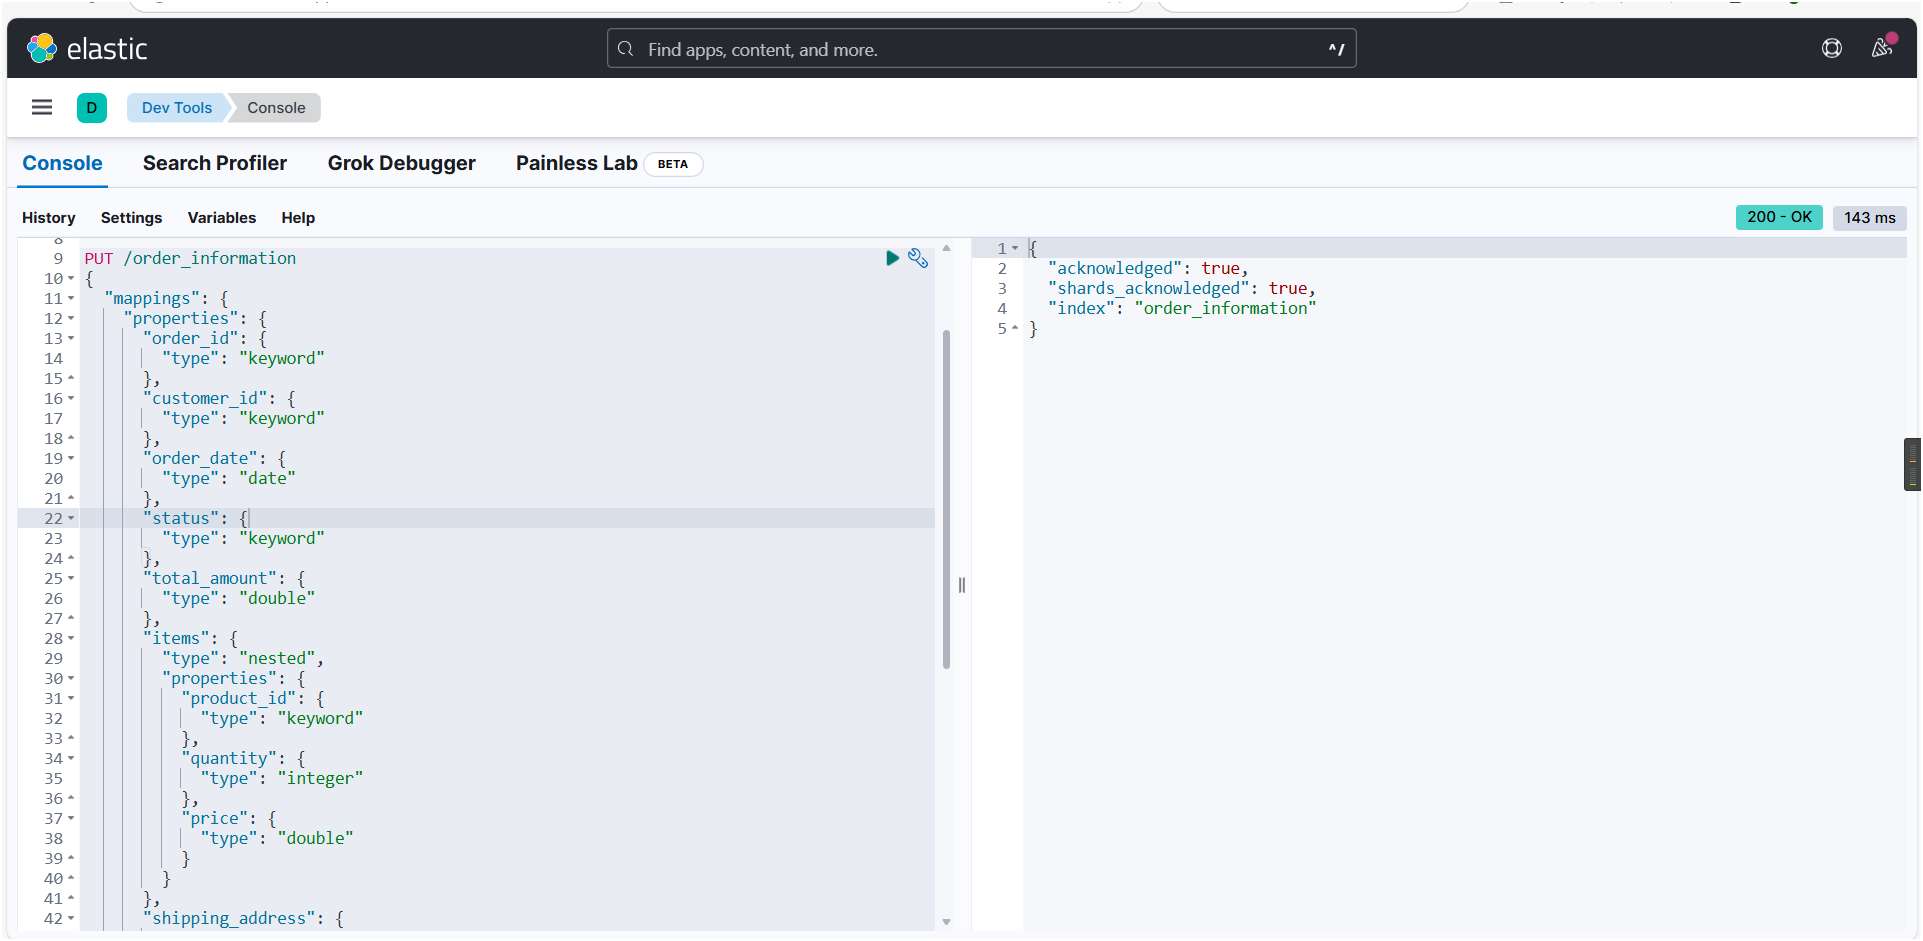 elastic
Find apps, content, and more.
^/
D
Dev Tools
Console
Console
Search Profiler
Grok Debugger
Painless Lab
BETA
History
Settings
Variables
Help
200 - OK
143 ms
8
9 PUT /order_information
10 {
11 "mappings": {
12 "properties": {
13 "order_id": {
14 "type": "keyword"
15 },
16 "customer_id": {
17 "type": "keyword"
18 },
19 "order_date": {
20 "type": "date"
21 },
22 "status": {
23 "type": "keyword"
24 },
25 "total_amount": {
26 "type": "double"
27 },
28 "items": {
29 "type": "nested",
30 "properties": {
31 "product_id": {
32 "type": "keyword"
33 },
34 "quantity": {
35 "type": "integer"
36 },
37 "price": {
38 "type": "double"
39 }
40 }
41 },
42 "shipping_address": {
1 {
2 "acknowledged": true,
3 "shards_acknowledged": true,
4 "index": "order_information"
5 }